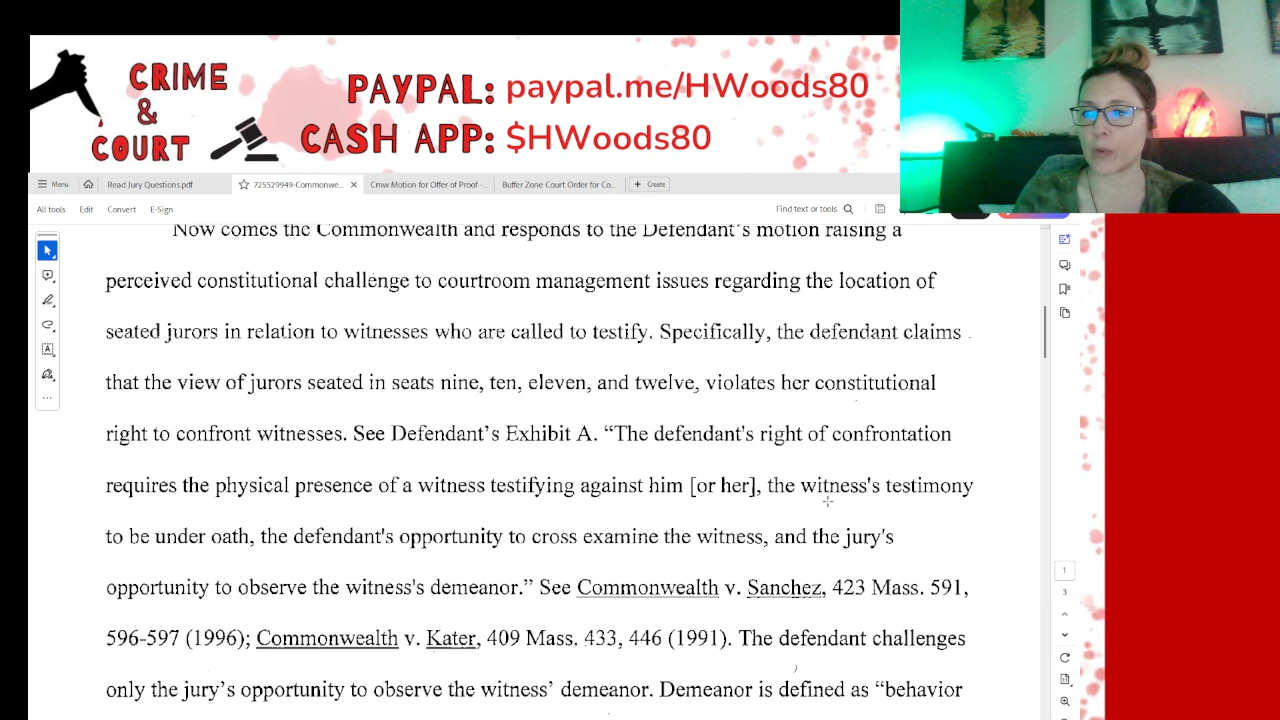 CRIME
&
COURT
PAYPAL: paypal.me/HWoods80
CASH APP: $HWoods80
Menu
Read Jury Questions.pdf
725529949-Commonwe...
Cmw Motion for Offer of Proof -...
Buffer Zone Court Order for Co...
+ Create
All tools Edit Convert E-Sign
Find text or tools
Now comes the Commonwealth and responds to the Defendant's motion raising a
perceived constitutional challenge to courtroom management issues regarding the location of
seated jurors in relation to witnesses who are called to testify. Specifically, the defendant claims
that the view of jurors seated in seats nine, ten, eleven, and twelve, violates her constitutional
right to confront witnesses. See Defendant's Exhibit A. “The defendant's right of confrontation
requires the physical presence of a witness testifying against him [or her], the witness's testimony
to be under oath, the defendant's opportunity to cross examine the witness, and the jury's
opportunity to observe the witness's demeanor.” See Commonwealth v. Sanchez, 423 Mass. 591,
596-597 (1996); Commonwealth v. Kater, 409 Mass. 433, 446 (1991). The defendant challenges
only the jury's opportunity to observe the witness' demeanor. Demeanor is defined as “behavior
1
3